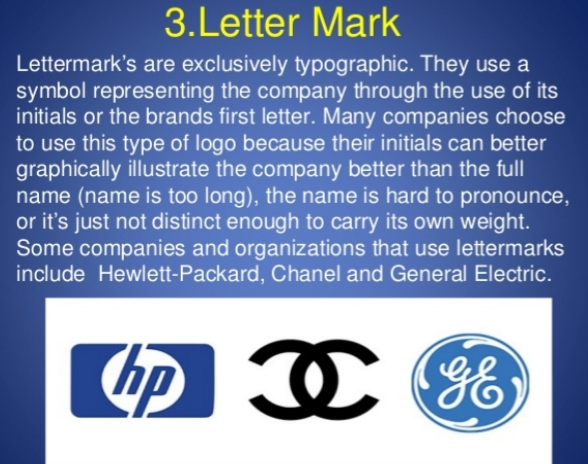 3.Letter Mark
Lettermark's are exclusively typographic. They use a
symbol representing the company through the use of its
initials or the brands first letter. Many companies choose
to use this type of logo because their initials can better
graphically illustrate the company better than the full
name (name is too long), the name is hard to pronounce,
or it's just not distinct enough to carry its own weight.
Some companies and organizations that use lettermarks
include  Hewlett-Packard, Chanel and General Electric.
hp CC GE